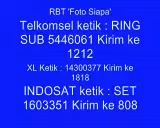 RBT 'Foto Siapa'
Telkomsel ketik : RING
SUB 5446061 Kirim ke
1212
XL Ketik : 14300377 Kirim ke
1818
INDOSAT ketik : SET
1603351 Kirim ke 808